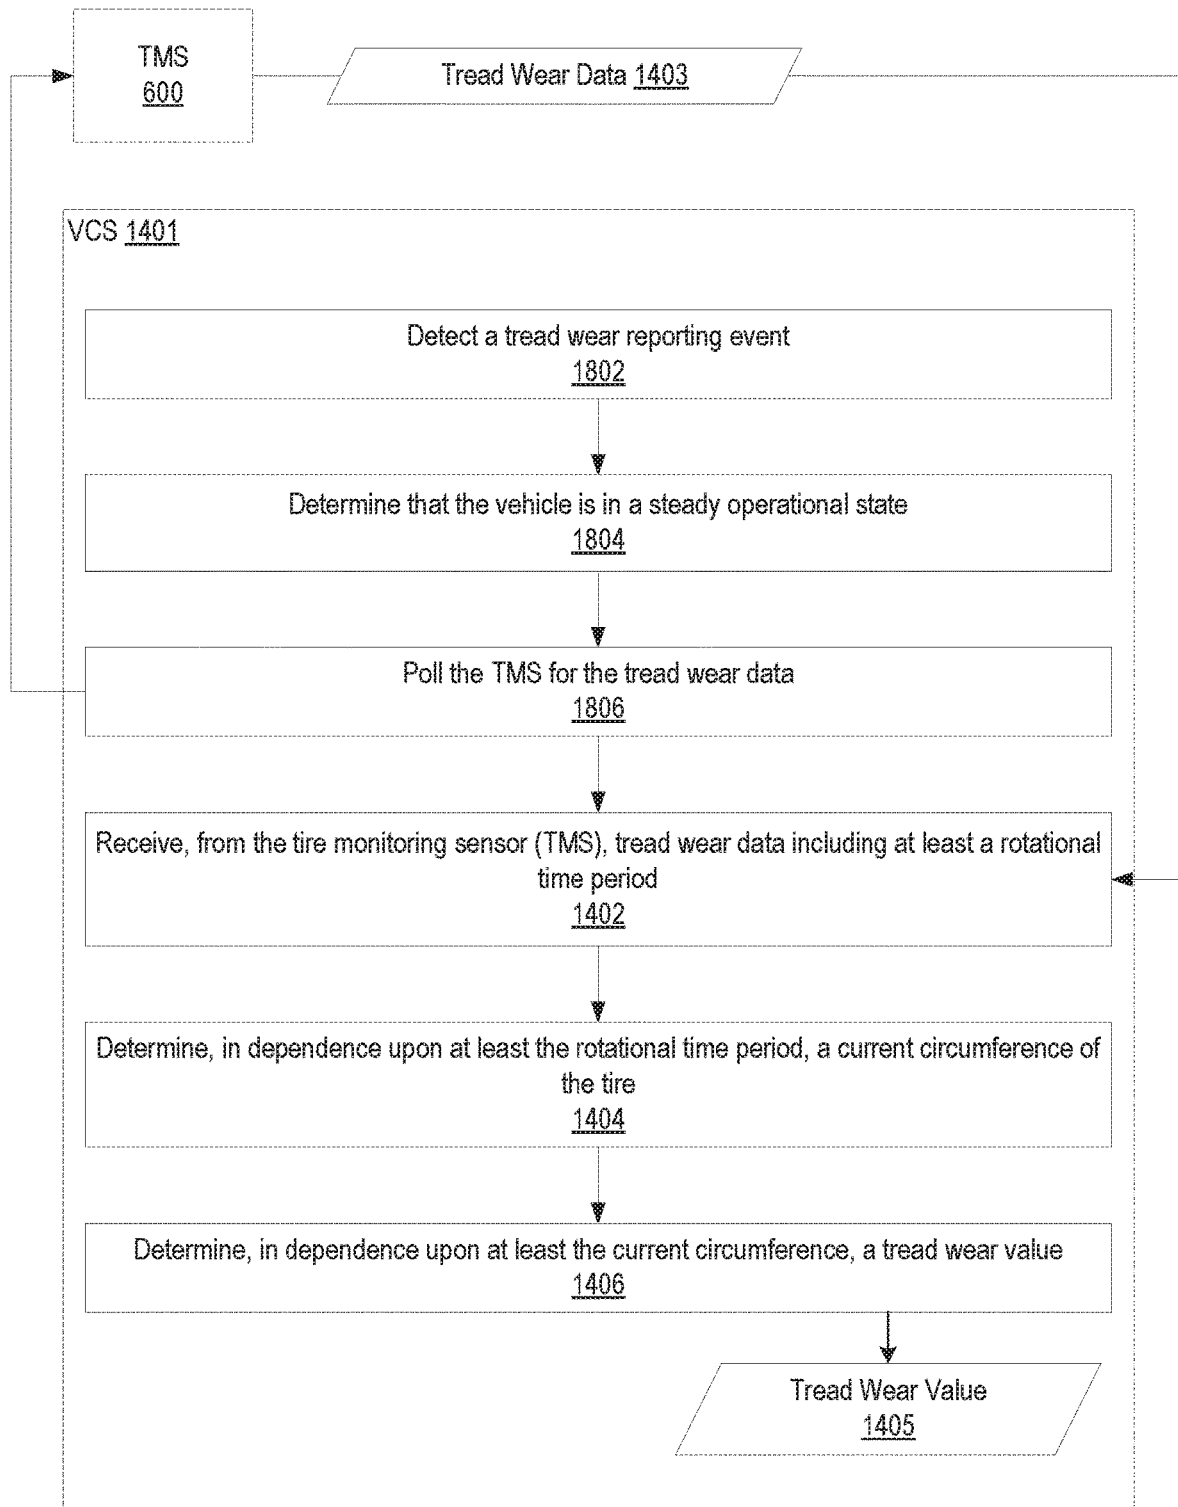 TMS
600
Tread Wear Data 1403
VCS 1401
Detect a tread wear reporting event
1802
Determine that the vehicle is in a steady operational state
1804
Poll the TMS for the tread wear data
1806
Receive, from the tire monitoring sensor (TMS), tread wear data including at least a rotational
time period
1402
Determine, in dependence upon at least the rotational time period, a current circumference of
the tire
1404
Determine, in dependence upon at least the current circumference, a tread wear value
1406
Tread Wear Value
1405